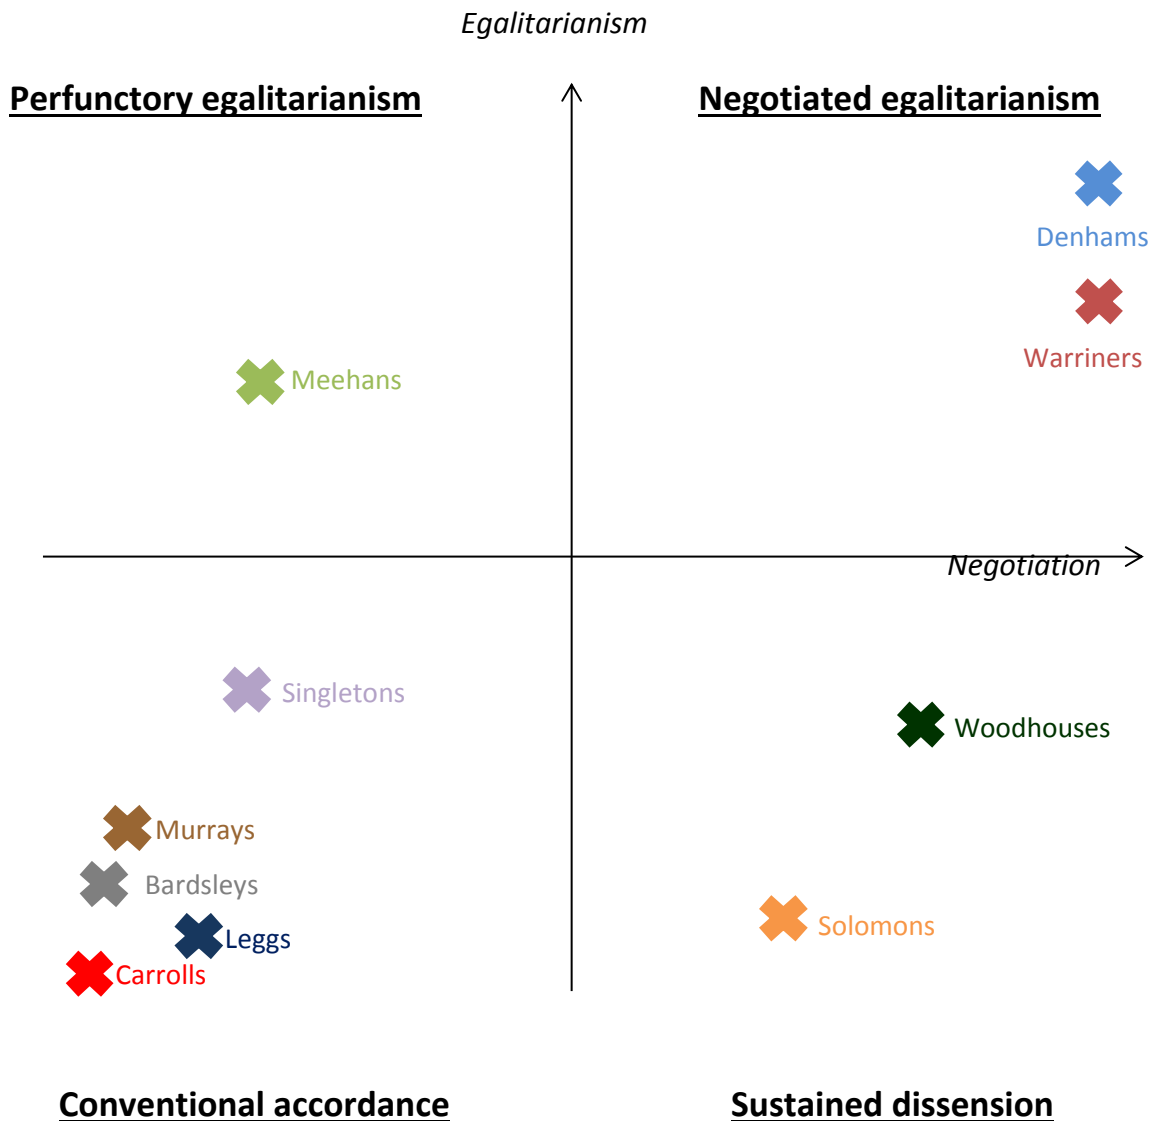 Egalitarianism
Perfunctory egalitarianism
Negotiated egalitarianism
Denhams
Warriners
Meehans
Negotiation
Singletons
Woodhouses
Murrays
Bardsleys
Solomons
Leggs
Carrolls
Conventional accordance
Sustained dissension